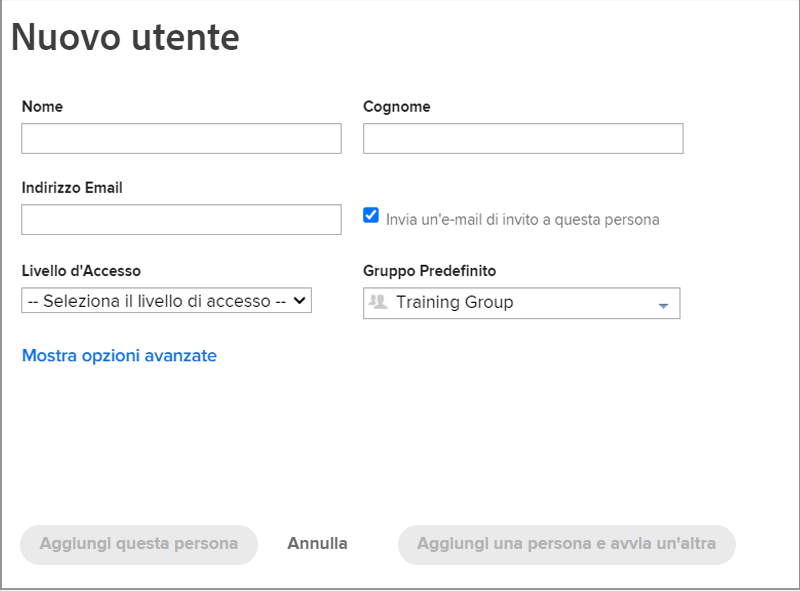 Nuovo utente
Nome
Cognome
Indirizzo Email
Invia un'e-mail di invito a questa persona
Livello d'Accesso
Gruppo Predefinito
-- Seleziona il livello di accesso --
Training Group
Mostra opzioni avanzate
Aggiungi questa persona
Annulla
Aggiungi una persona e avvia un'altra